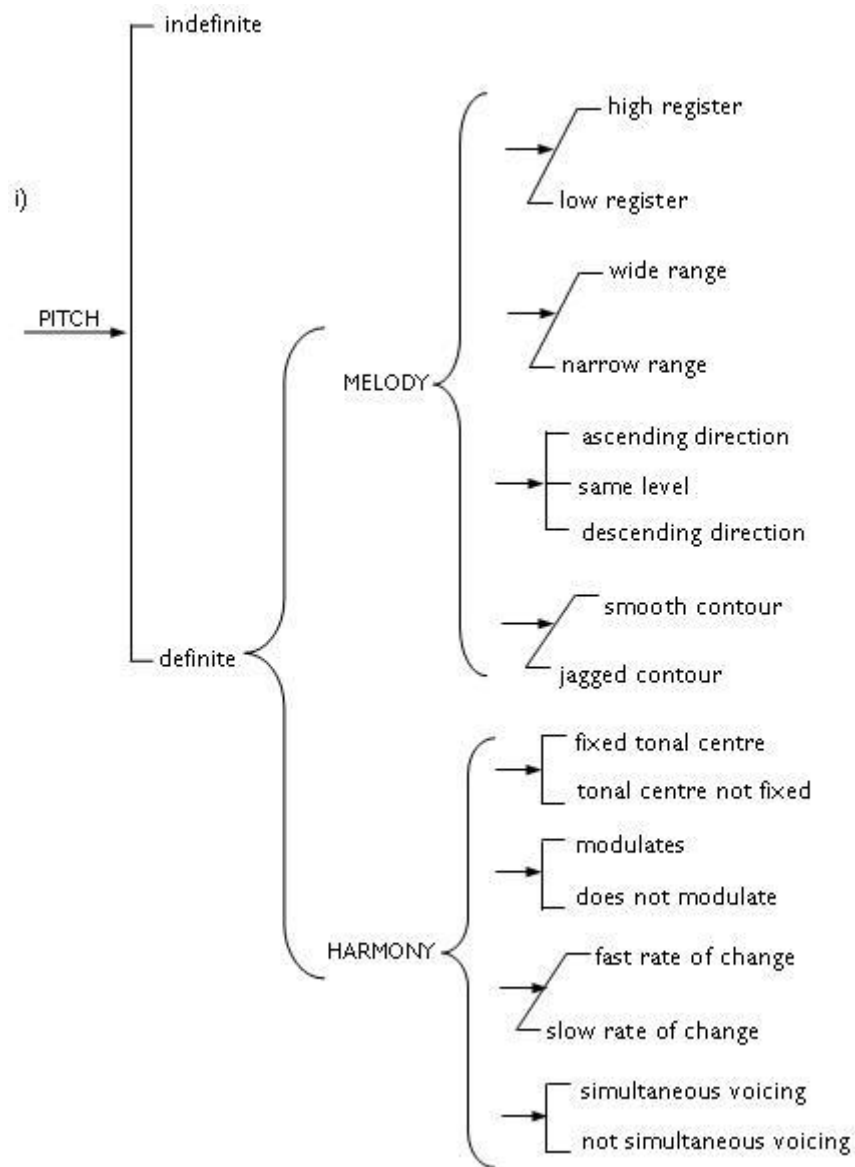 indefinite
high register
i)
low register
wide range
PITCH
narrow range
MELODY
ascending direction
same level
descending direction
smooth contour
definite
jagged contour
fixed tonal centre
tonal centre not fixed
modulates
does not modulate
HARMONY
fast rate of change
slow rate of change
simultaneous voicing
not simultaneous voicing